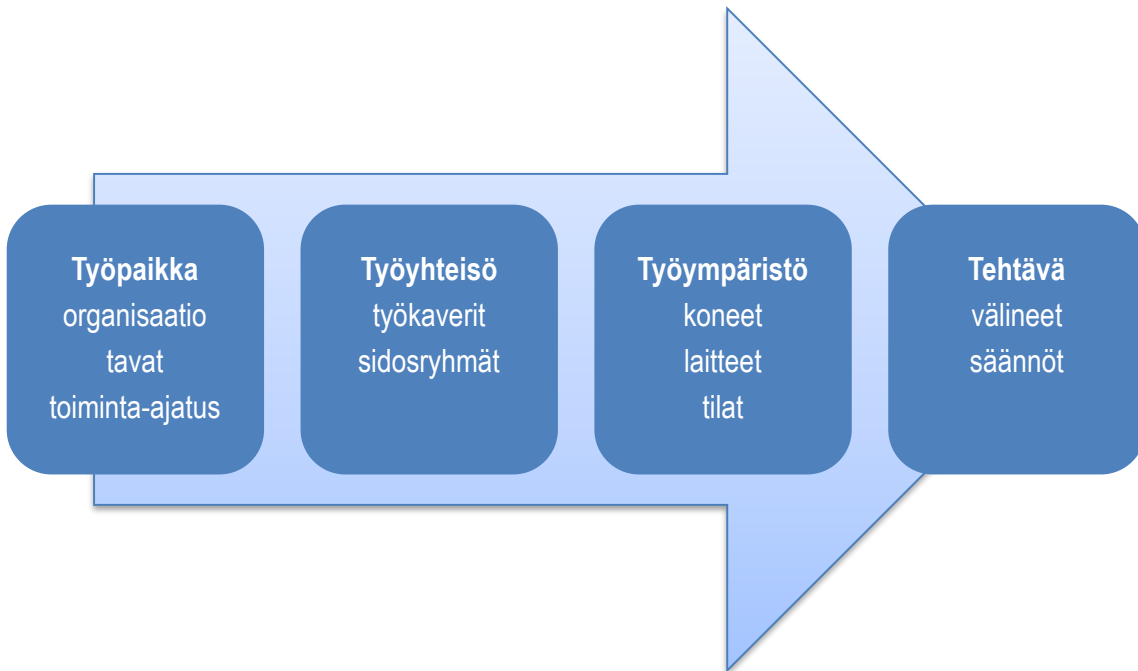 Työpaikka
organisaatio
tavat
toiminta-ajatus
Työyhteisö
työkaverit
sidosryhmät
Työympäristö
koneet
laitteet
tilat
Tehtävä
välineet
säännöt